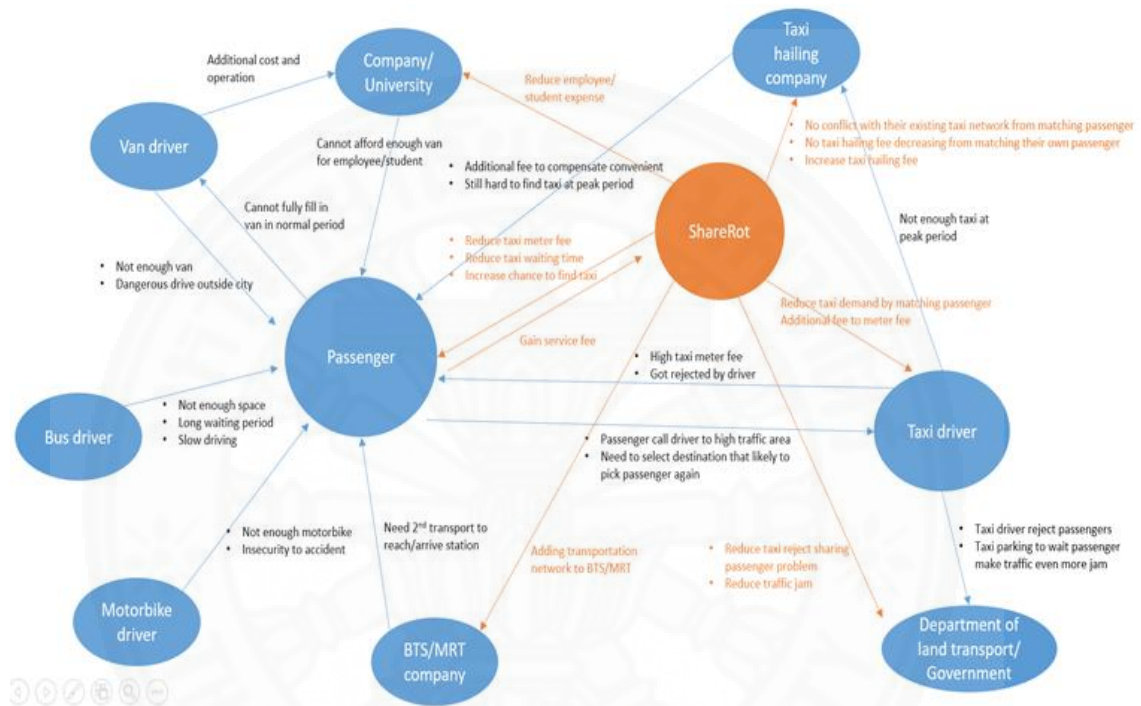 Taxi
hailing
company
Company/
University
Additional cost and
operation
Reduce employee/
student expense
• No conflict with their existing taxi network from matching passenger
• No taxi hailing fee decreasing from matching their own passenger
• Increase taxi hailing fee
Van driver
Cannot afford enough van
for employee/student
• Additional fee to compensate convenient
• Still hard to find taxi at peak period
Cannot fully fill in
van in normal period
ShareRot
Not enough taxi at
peak period
• Reduce taxi meter fee
• Reduce taxi waiting time
• Increase chance to find taxi
• Not enough van
• Dangerous drive outside city
Reduce taxi demand by matching passenger
Additional fee to meter fee
Gain service fee
Passenger
• High taxi meter fee
• Got rejected by driver
• Not enough space
• Long waiting period
• Slow driving
Bus driver
Taxi driver
• Passenger call driver to high traffic area
• Need to select destination that likely to
pick passenger again
• Not enough motorbike
• Insecurity to accident
Need 2nd transport to
reach/arrive station
Adding transportation
network to BTS/MRT
• Reduce taxi reject sharing
passenger problem
• Reduce traffic jam
• Taxi driver reject passengers
• Taxi parking to wait passenger
make traffic even more jam
Motorbike
driver
BTS/MRT
company
Department of
land transport/
Government